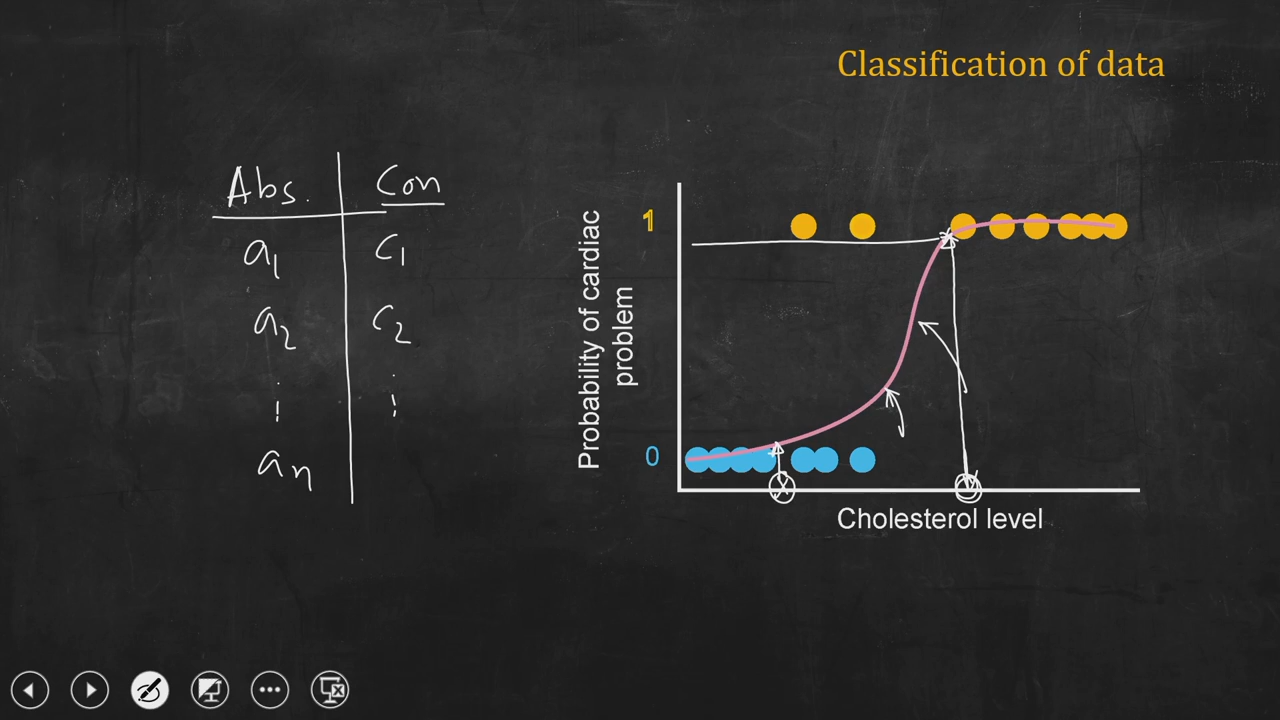 Classification of data
Abs. Con
a1 c1
a2 c2
⋮ ⋮
an
Probability of cardiac
problem
1
0
x
Cholesterol level